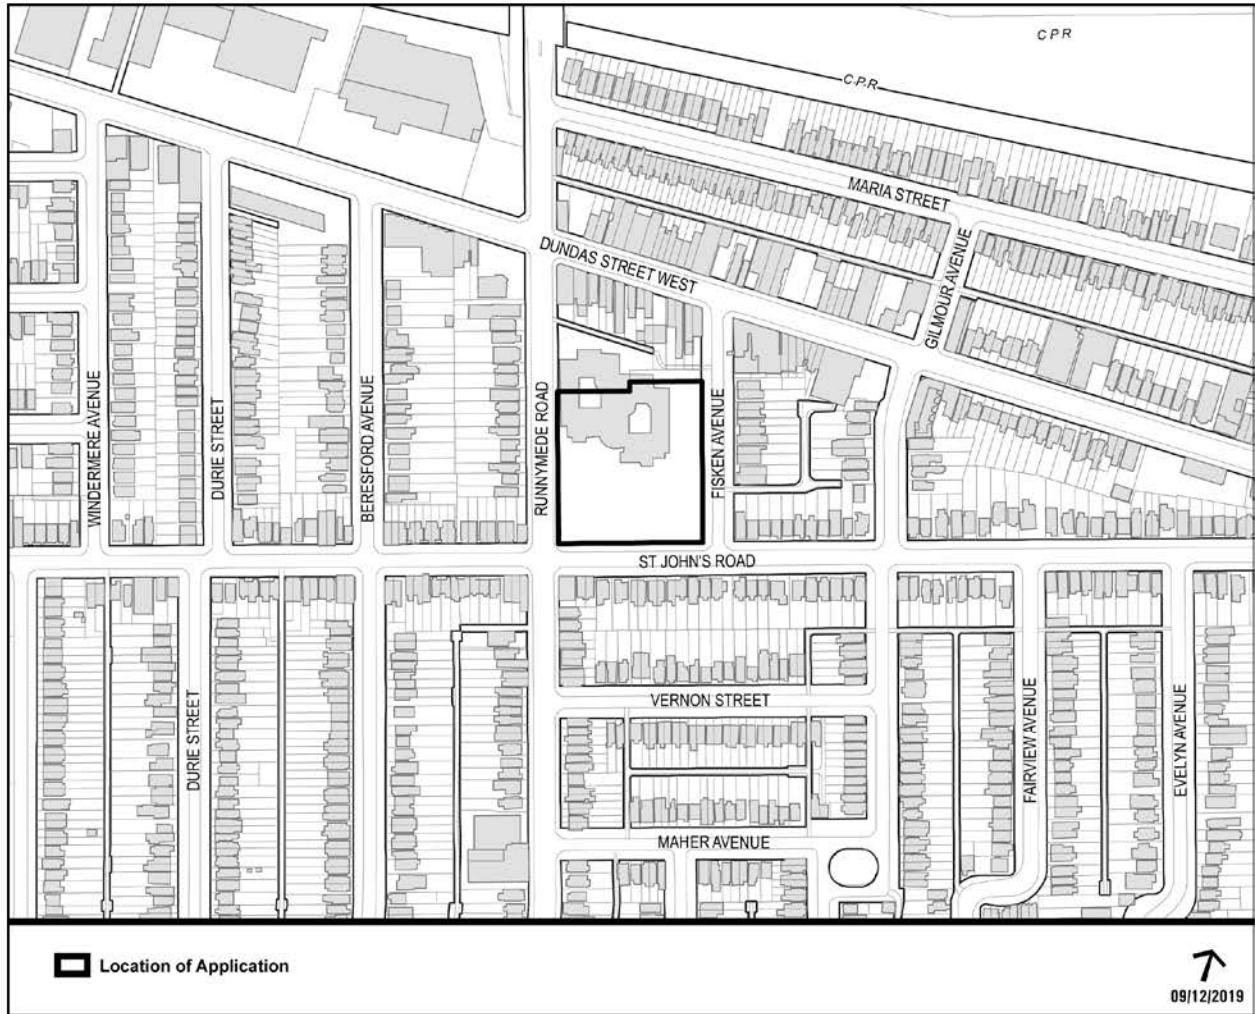 CPR
C.P.R
MARIA STREET
DUNDAS STREET WEST
GILMOUR AVENUE
WINDERMERE AVENUE
DURIE STREET
BERESFORD AVENUE
RUNNYMEDE ROAD
FISKEN AVENUE
ST JOHN'S ROAD
DURIE STREET
VERNON STREET
FAIRVIEW AVENUE
EVELYN AVENUE
MAHER AVENUE
Location of Application
09/12/2019